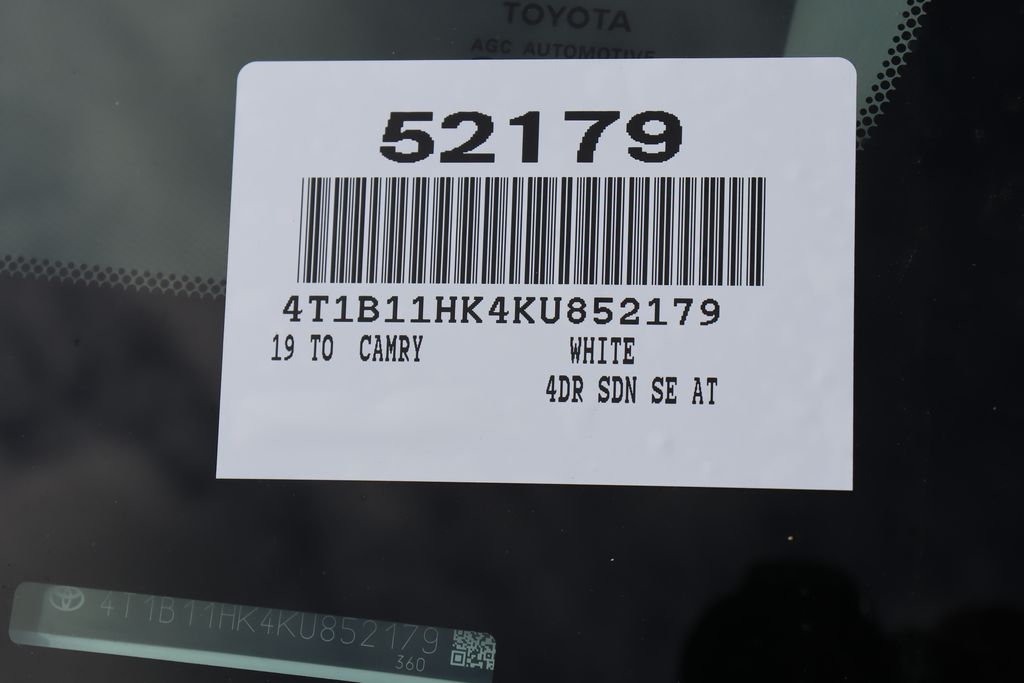 TOYOTA
AGC AUTOMOTIVE
52179
4T1B11HK4KU852179
19 TO CAMRY WHITE
4DR SDN SE AT
4T1B11HK4KU852179
360